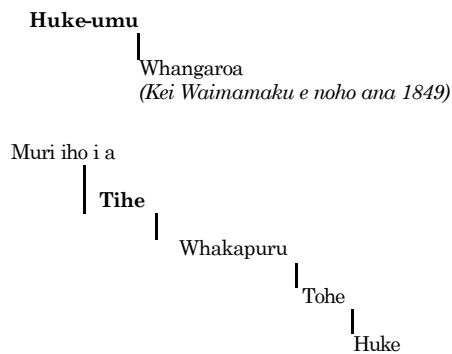 Huke-umu
Whangaroa
(Kei Waimamaku e noho ana 1849)
Muri iho i a
Tihe
Whakapuru
Tohe
Huke